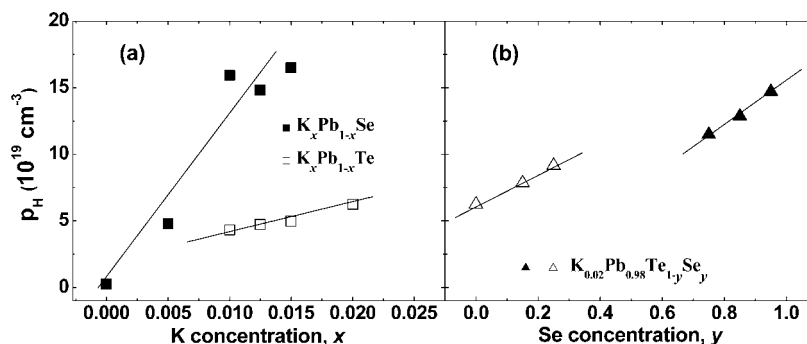 (a)
(b)
20
15
10
5
0
p_H (10^19 cm^-3)
K_xPb_1-xSe
K_xPb_1-xTe
K_0.02Pb_0.98Te_1-ySe_y
0.000 0.005 0.010 0.015 0.020 0.025
0.0 0.2 0.4 0.6 0.8 1.0
K concentration, x
Se concentration, y